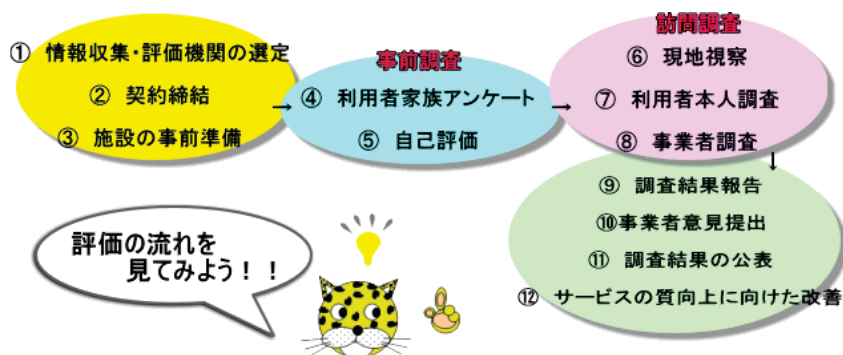 ① 情報収集・評価機関の選定
② 契約締結
③ 施設の事前準備
事前調査
④ 利用者家族アンケート
⑤ 自己評価
訪問調査
⑥ 現地視察
⑦ 利用者本人調査
⑧ 事業者調査
⑨ 調査結果報告
⑩事業者意見提出
⑪ 調査結果の公表
⑫ サービスの質向上に向けた改善
評価の流れを
見てみよう！！